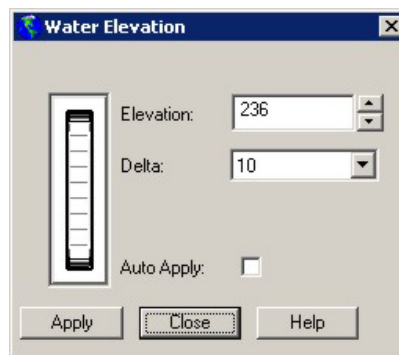 Water Elevation
Elevation: 236
Delta: 10
Auto Apply:
Apply Close Help